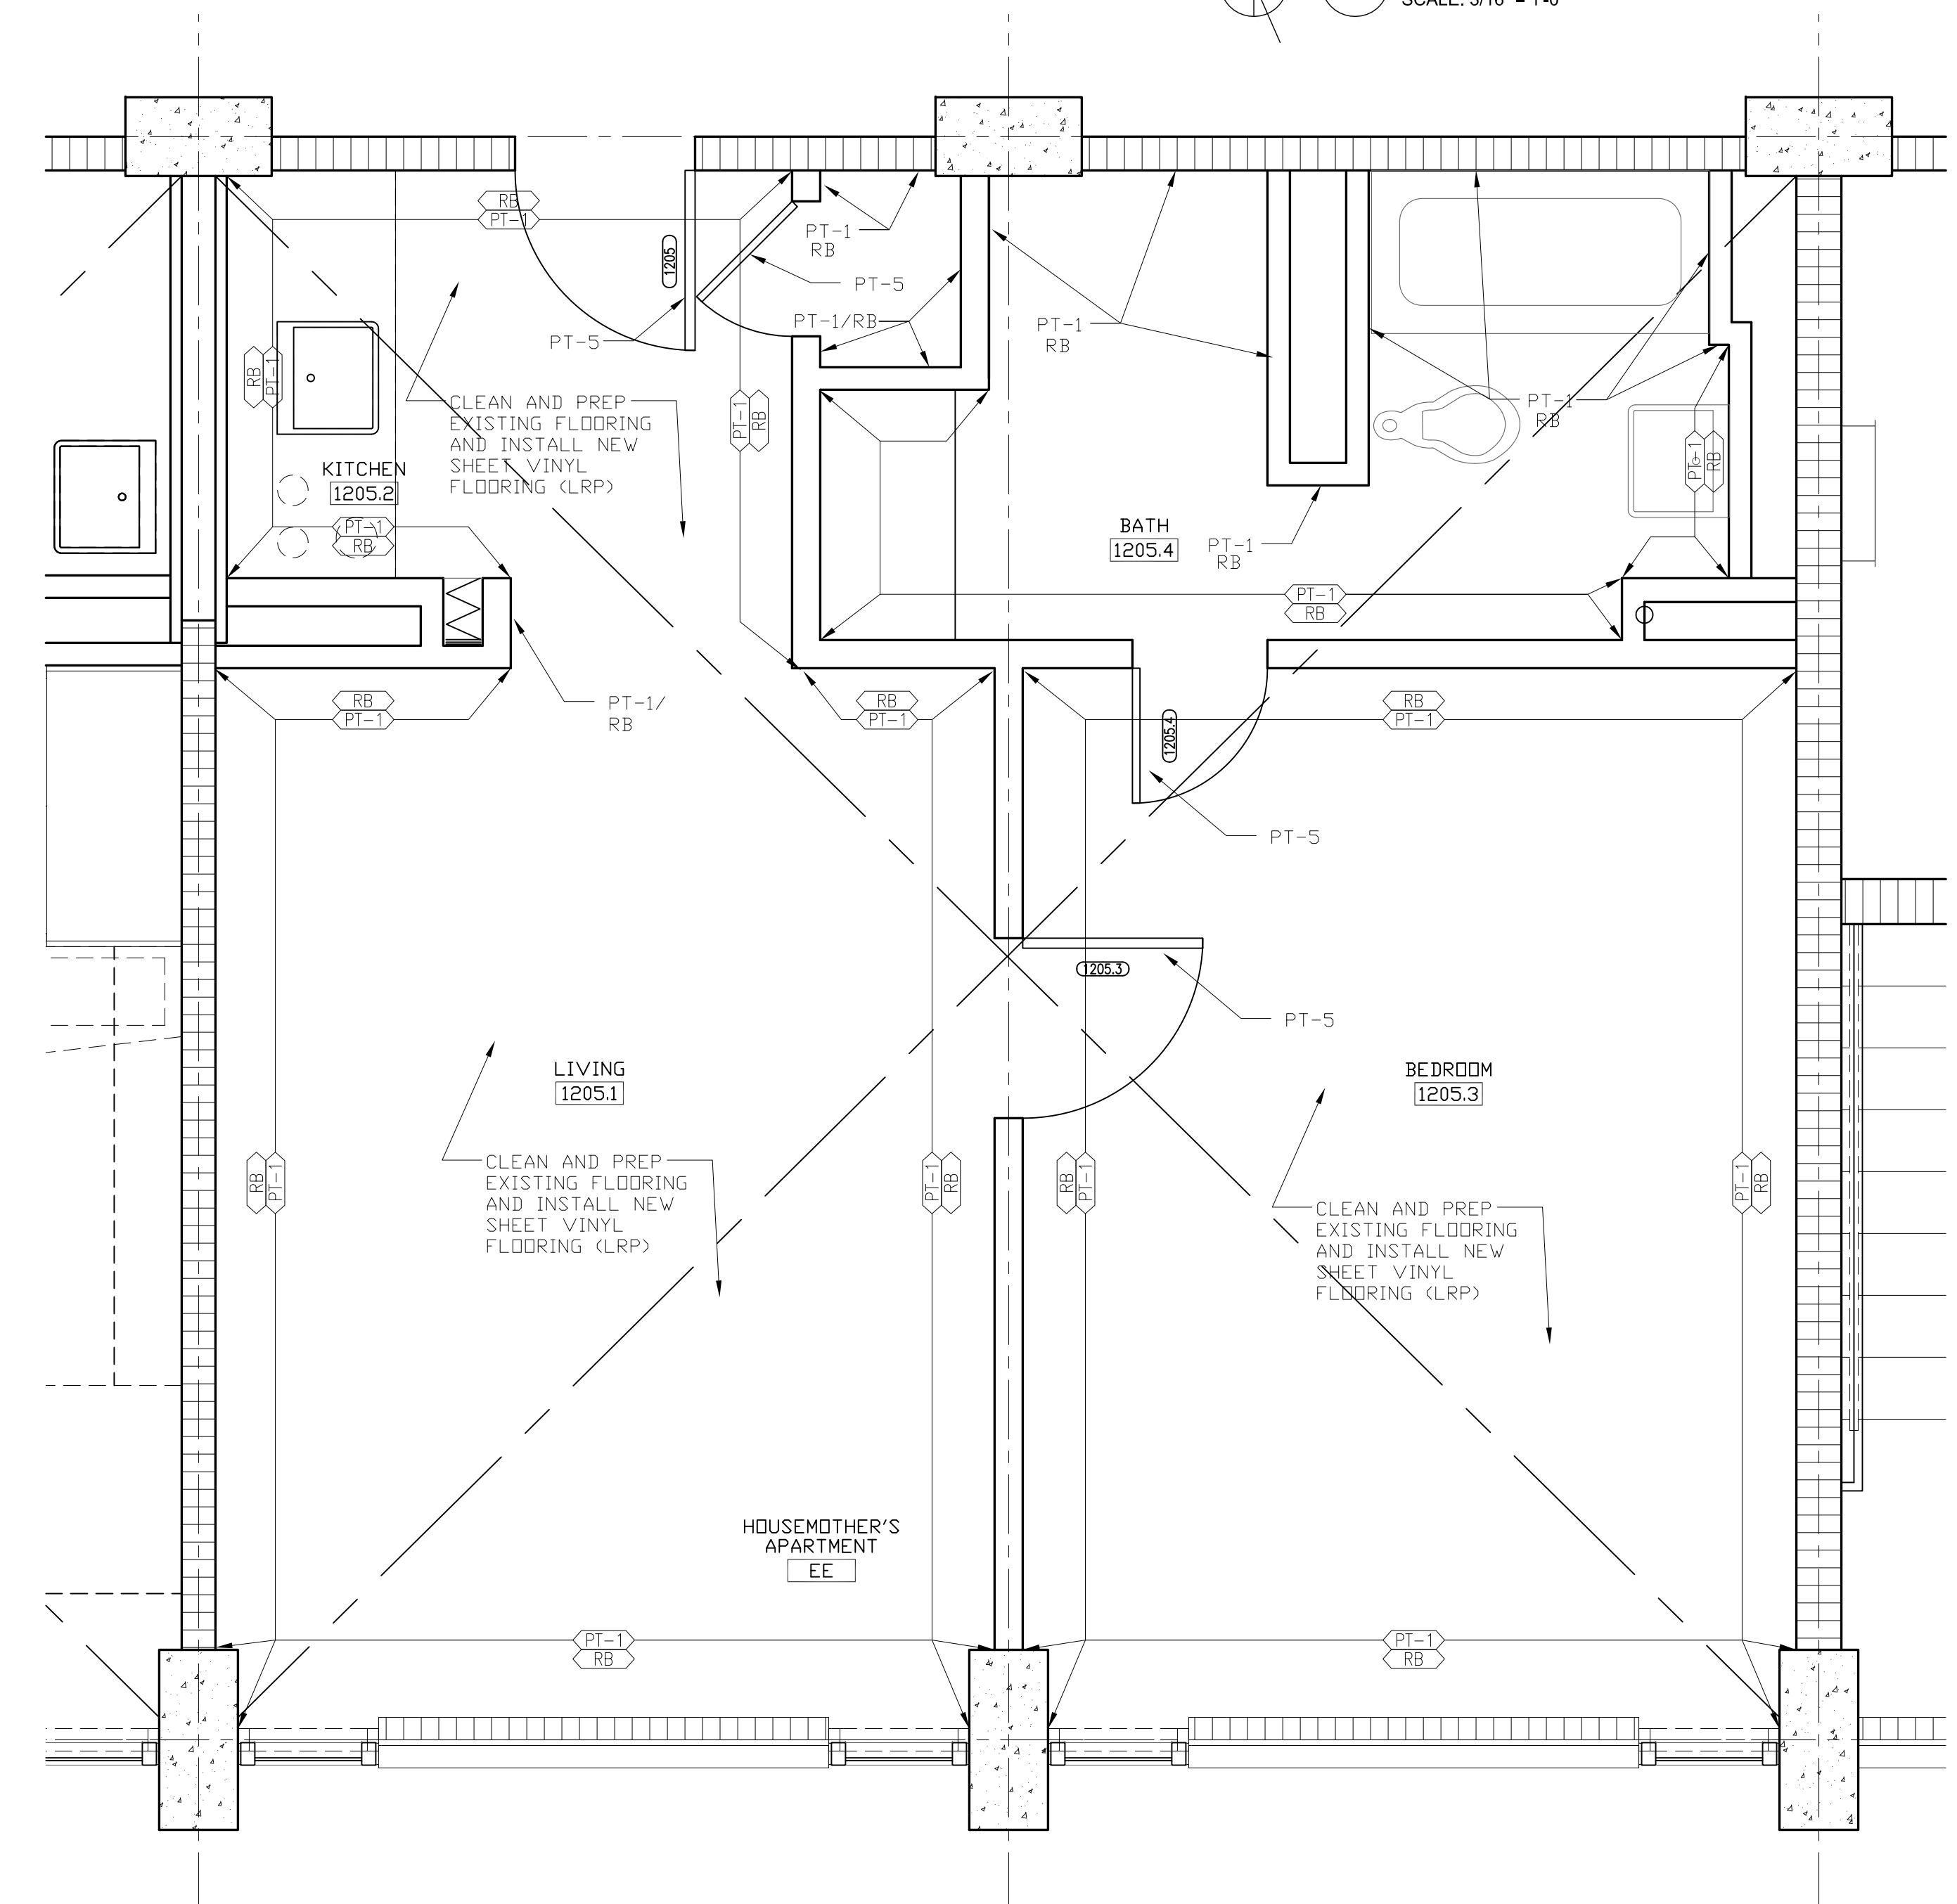 SCALE: 3/16" = 1'-0"
RB
PT-1
1205
PT-1
RB
PT-5
PT-1/RB
PT-5
PT-1
RB
RB
PT-1
PT-1
RB
CLEAN AND PREP
EXISTING FLOORING
AND INSTALL NEW
SHEET VINYL
FLOORING (LRP)
KITCHEN
1205.2
PT-1
RB
PT-1
RB
PT-1
RB
BATH
1205.4
PT-1
RB
PT-1
RB
PT-1/
RB
RB
PT-1
RB
PT-1
RB
PT-1
1205.4
PT-5
1205.3
PT-5
LIVING
1205.1
BEDROOM
1205.3
RB
PT-1
PT-1
RB
RB
PT-1
PT-1
RB
CLEAN AND PREP
EXISTING FLOORING
AND INSTALL NEW
SHEET VINYL
FLOORING (LRP)
CLEAN AND PREP
EXISTING FLOORING
AND INSTALL NEW
SHEET VINYL
FLOORING (LRP)
HOUSEMOTHER'S
APARTMENT
EE
PT-1
RB
PT-1
RB